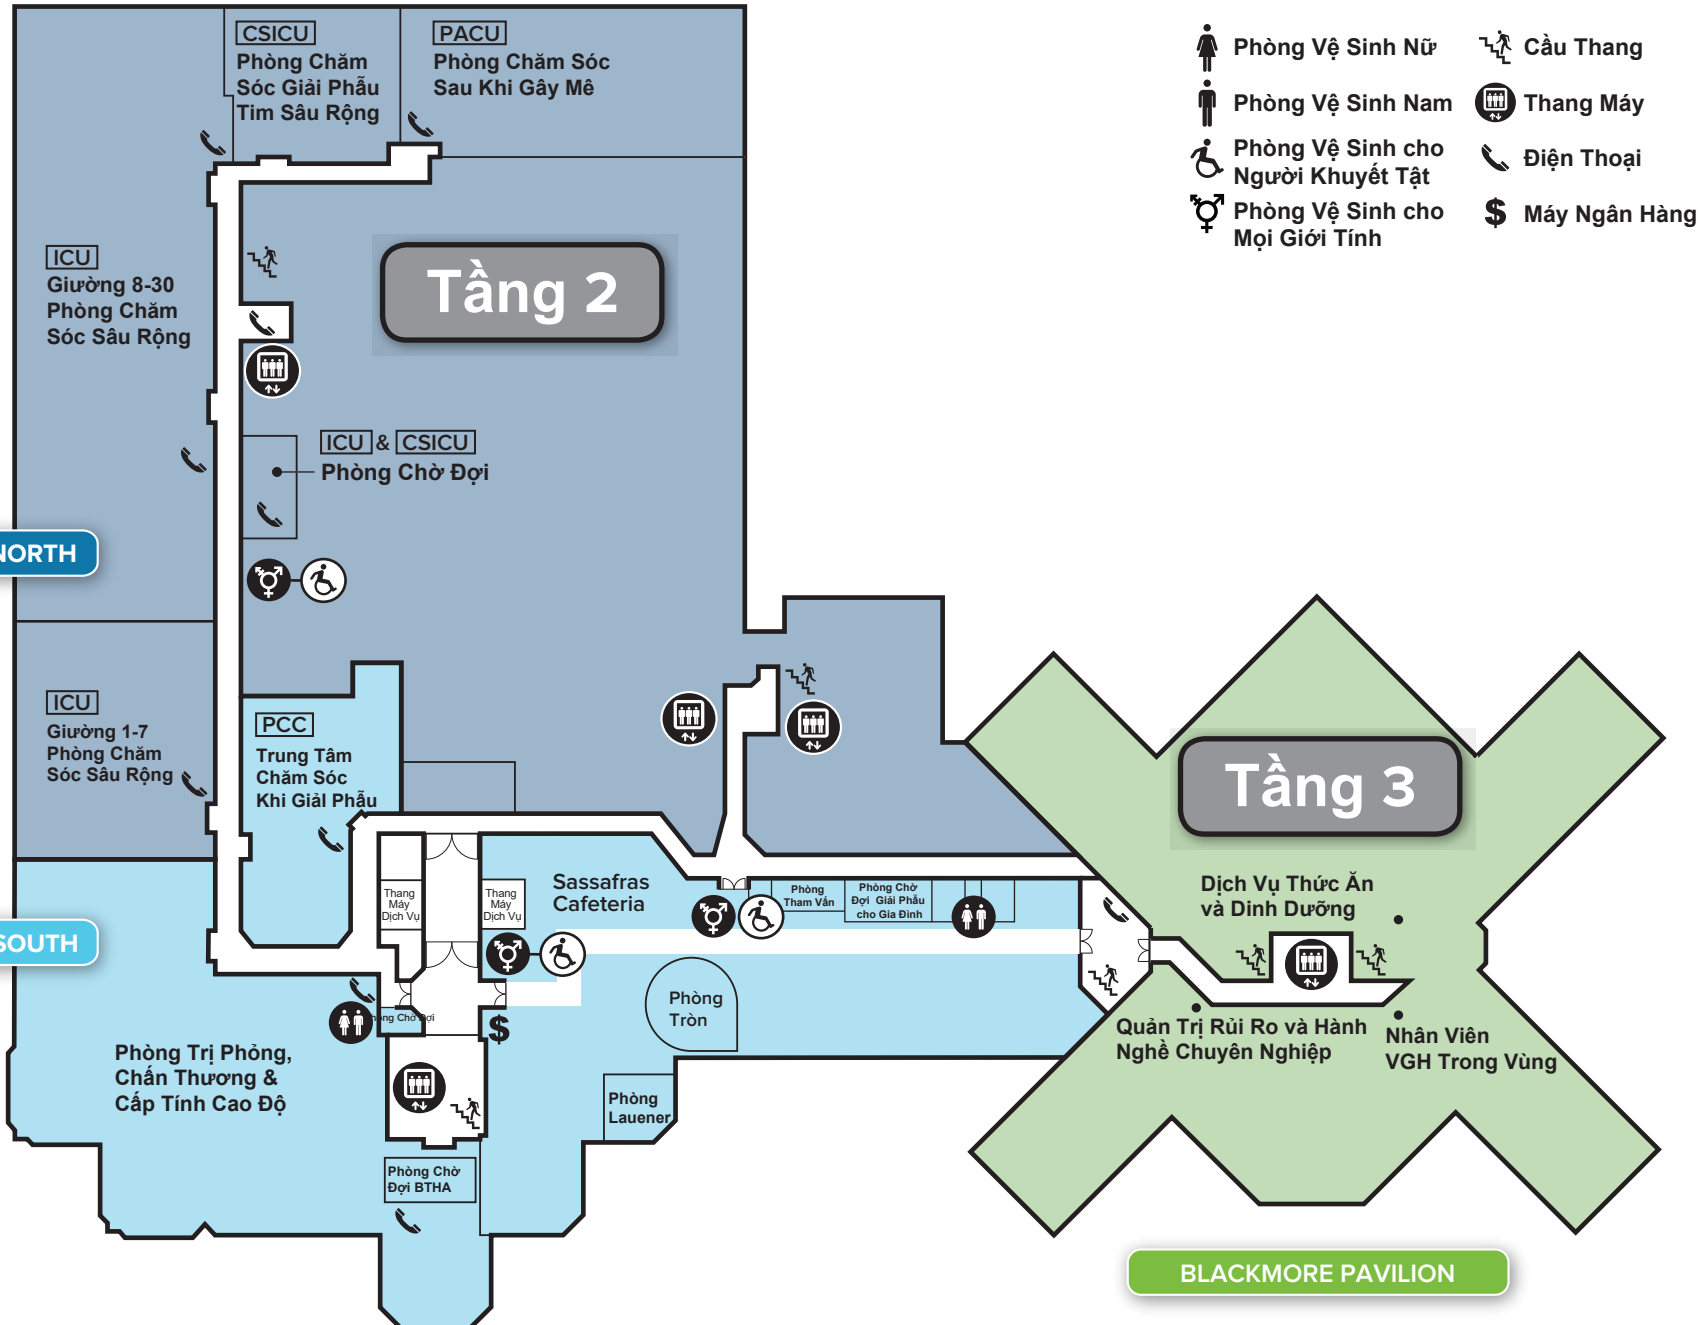 CSICU
Phòng Chăm
Sóc Giải Phẫu
Tim Sâu Rộng
PACU
Phòng Chăm Sóc
Sau Khi Gây Mê
Phòng Vệ Sinh Nữ
Phòng Vệ Sinh Nam
Phòng Vệ Sinh cho
Người Khuyết Tật
Phòng Vệ Sinh cho
Mọi Giới Tính
Cầu Thang
Thang Máy
Điện Thoại
$ Máy Ngân Hàng
ICU
Giường 8-30
Phòng Chăm
Sóc Sâu Rộng
Tầng 2
ICU & CSICU
Phòng Chờ Đợi
NORTH
ICU
Giường 1-7
Phòng Chăm
Sóc Sâu Rộng
PCC
Trung Tâm
Chăm Sóc
Khi Giảl Phẫu
Tầng 3
Thang
Máy
Dịch Vụ
Thang
Máy
Dịch Vụ
Sassafras
Cafeteria
Phòng
Tham Vấn
Phòng Chờ
Đợi Giải Phẫu
cho Gia Đình
Dịch Vụ Thức Ăn
và Dinh Dưỡng
SOUTH
Phòng
Tròn
Phòng Chờ Đợi
$
Quản Trị Rủi Ro và Hành
Nghề Chuyên Nghiệp
Nhân Viên
VGH Trong Vùng
Phòng Trị Phỏng,
Chấn Thương &
Cấp Tính Cao Độ
Phòng
Lauener
Phòng Chờ
Đợi BTHA
BLACKMORE PAVILION